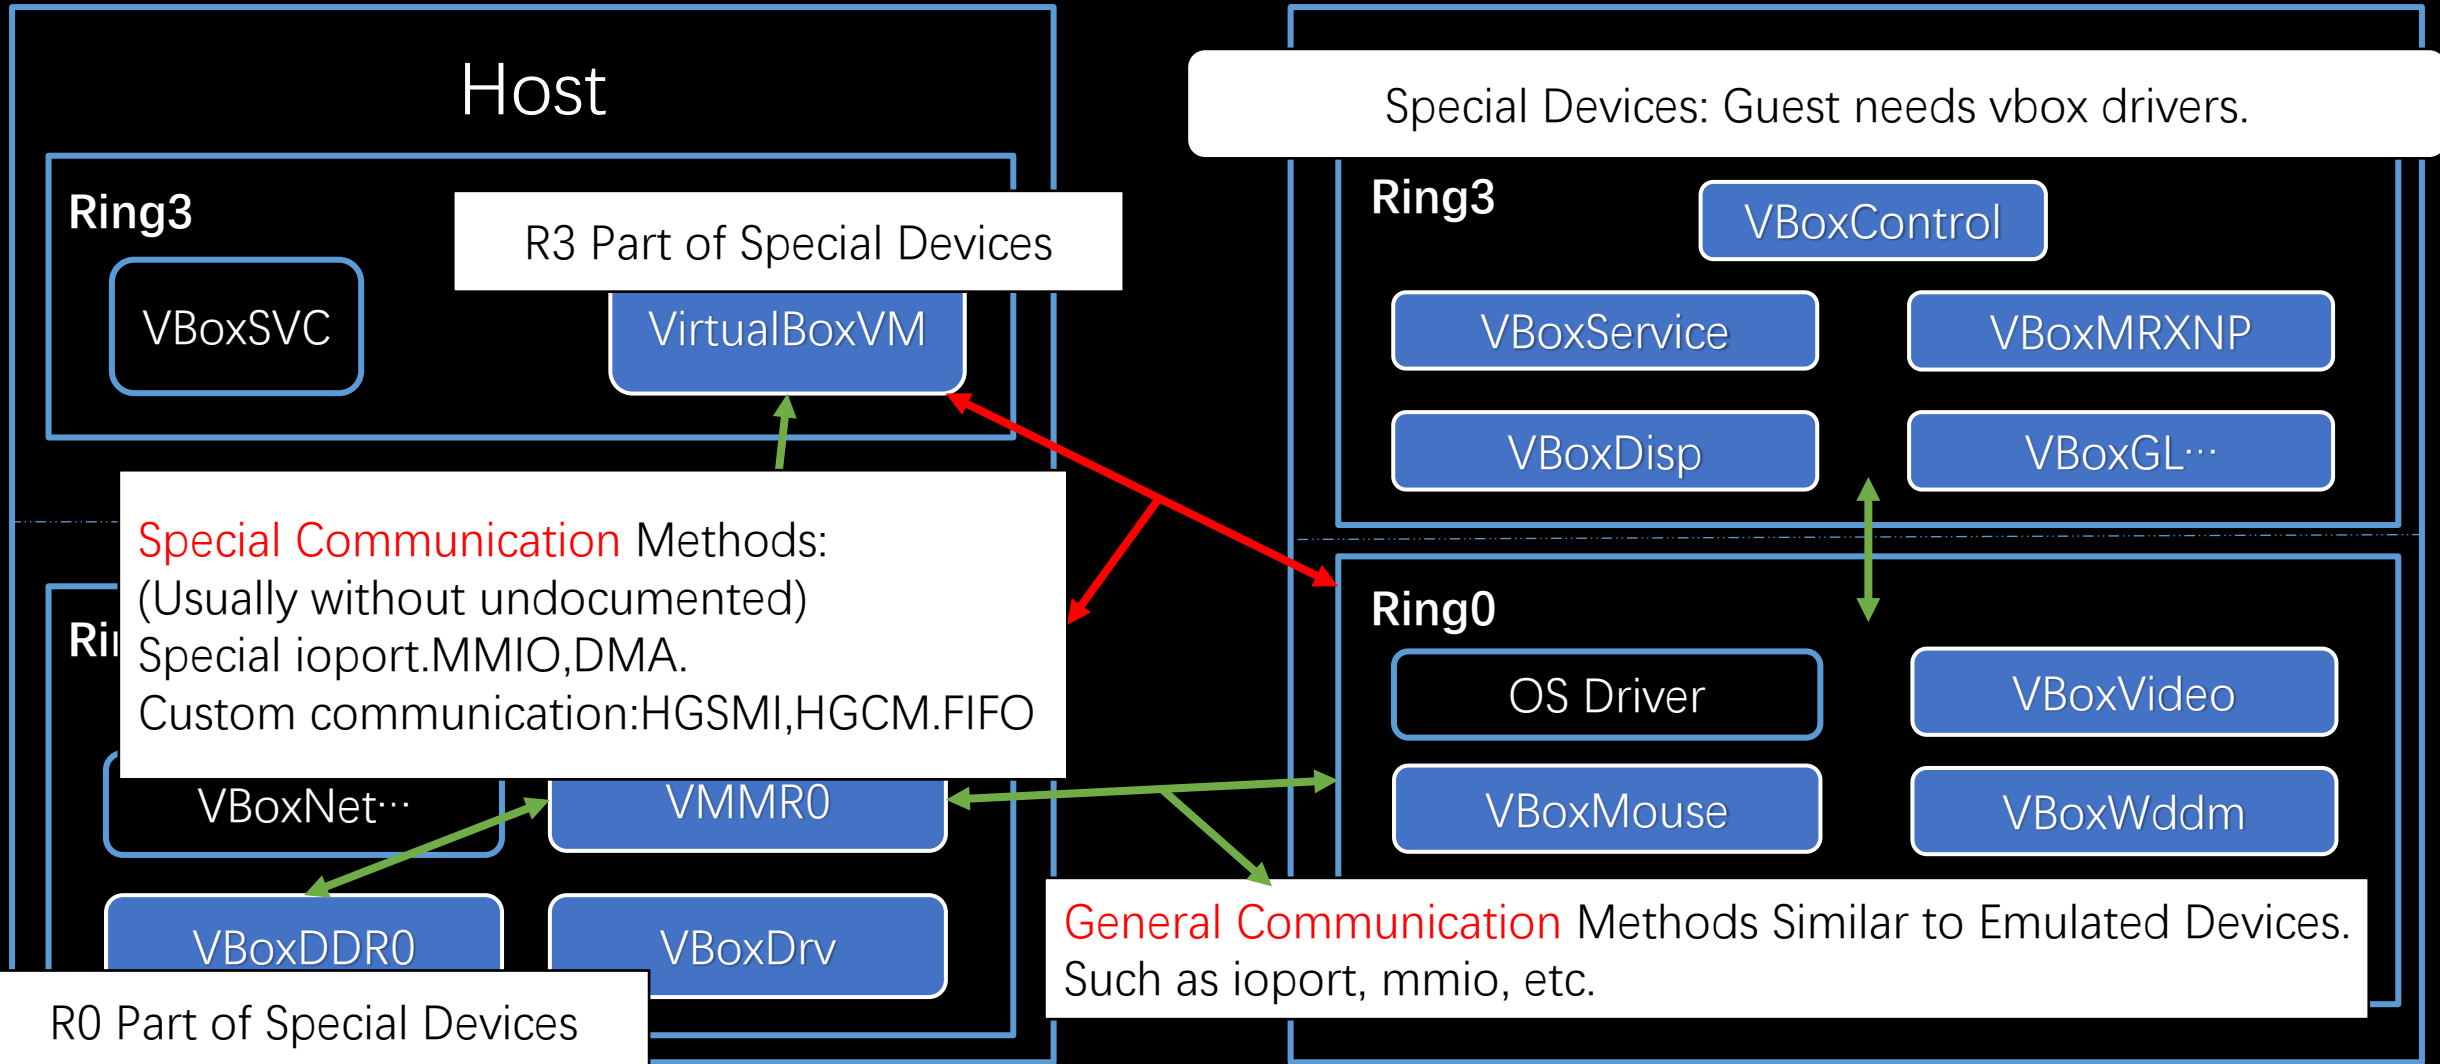 Host
Special Devices: Guest needs vbox drivers.
Ring3
R3 Part of Special Devices
VBoxSVC
VirtualBoxVM
Special Communication Methods:
(Usually without undocumented)
Special ioport.MMIO,DMA.
Custom communication:HGSMI,HGCM.FIFO
VBoxNet…
VMMR0
VBoxDDR0
VBoxDrv
R0 Part of Special Devices
Ring3
VBoxControl
VBoxService
VBoxMRXNP
VBoxDisp
VBoxGL…
Ring0
OS Driver
VBoxVideo
VBoxMouse
VBoxWddm
General Communication Methods Similar to Emulated Devices.
Such as ioport, mmio, etc.